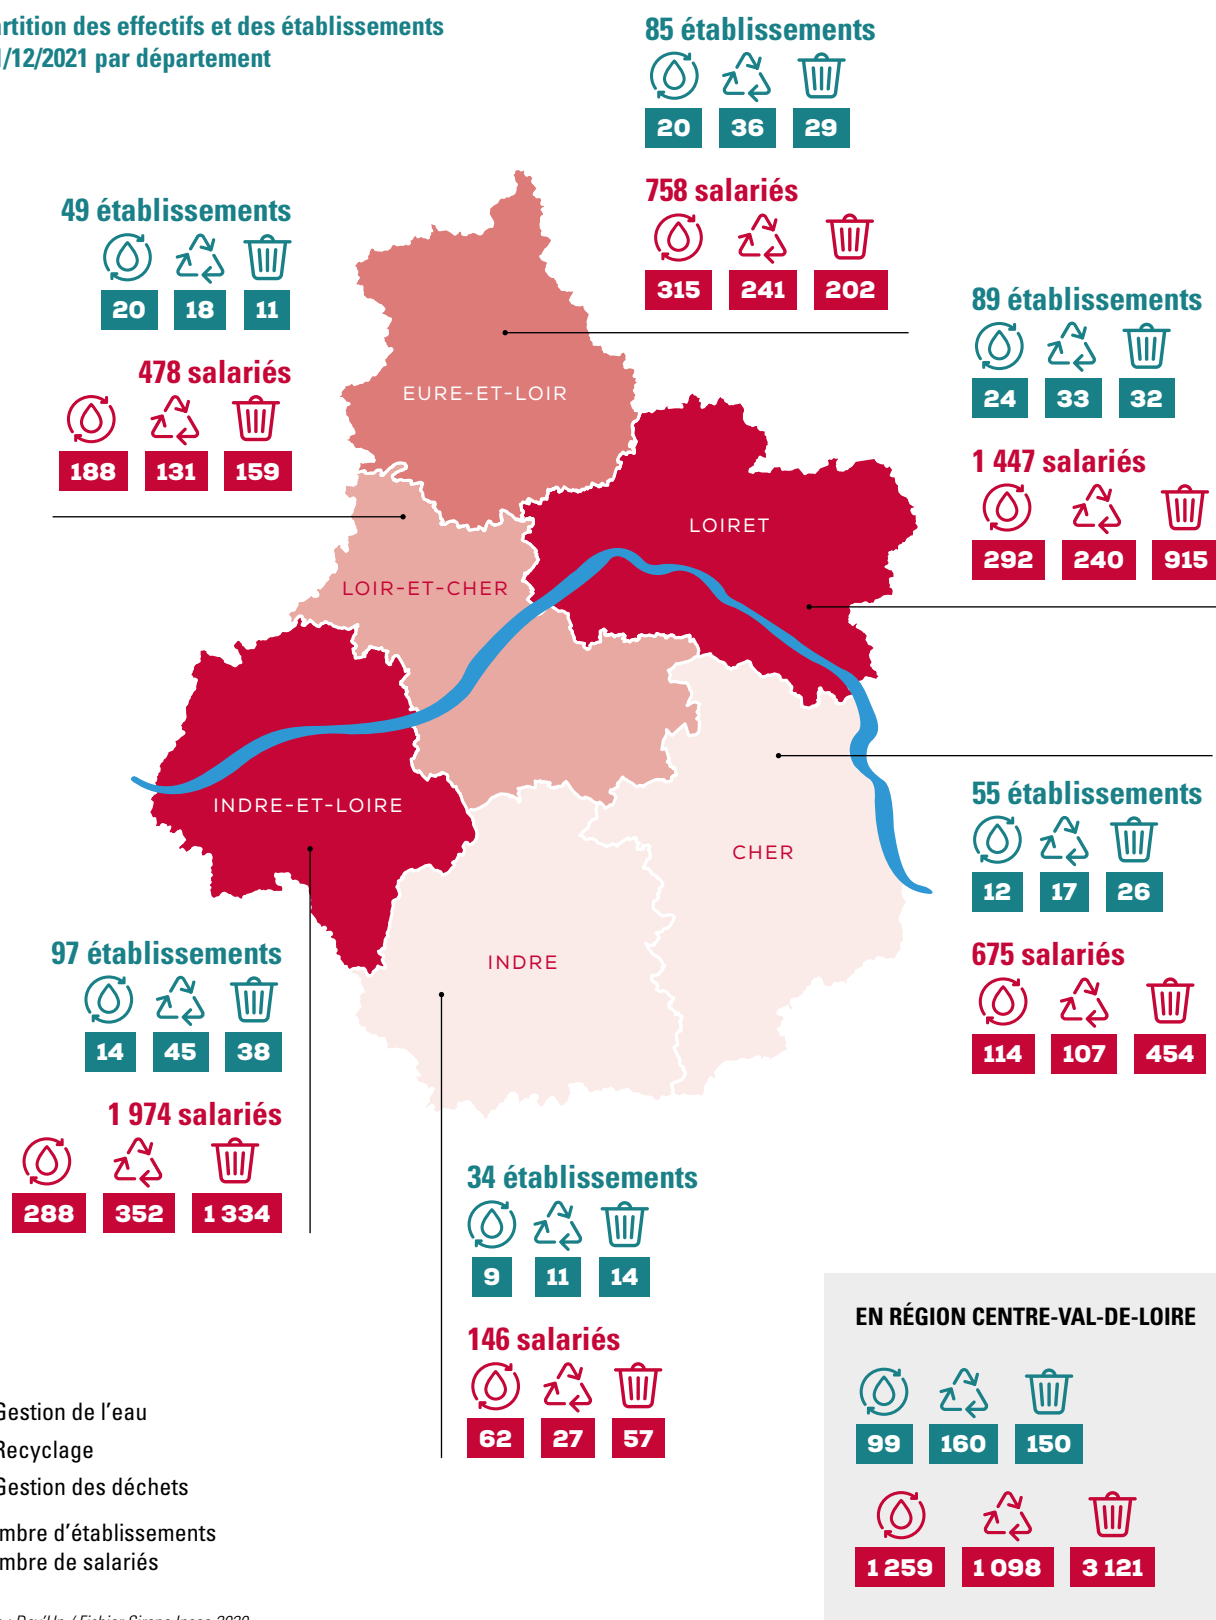 rtition des effectifs et des établissements
/12/2021 par département
85 établissements
20 36 29
758 salariés
315 241 202
49 établissements
20 18 11
478 salariés
188 131 159
89 établissements
24 33 32
1 447 salariés
292 240 915
EURE-ET-LOIR
LOIRET
LOIR-ET-CHER
INDRE-ET-LOIRE
CHER
INDRE
55 établissements
12 17 26
675 salariés
114 107 454
97 établissements
14 45 38
1 974 salariés
288 352 1 334
34 établissements
9 11 14
146 salariés
62 27 57
EN RÉGION CENTRE-VAL-DE-LOIRE
99 160 150
1 259 1 098 3 121
Gestion de l'eau
Recyclage
Gestion des déchets
mbre d'établissements
mbre de salariés